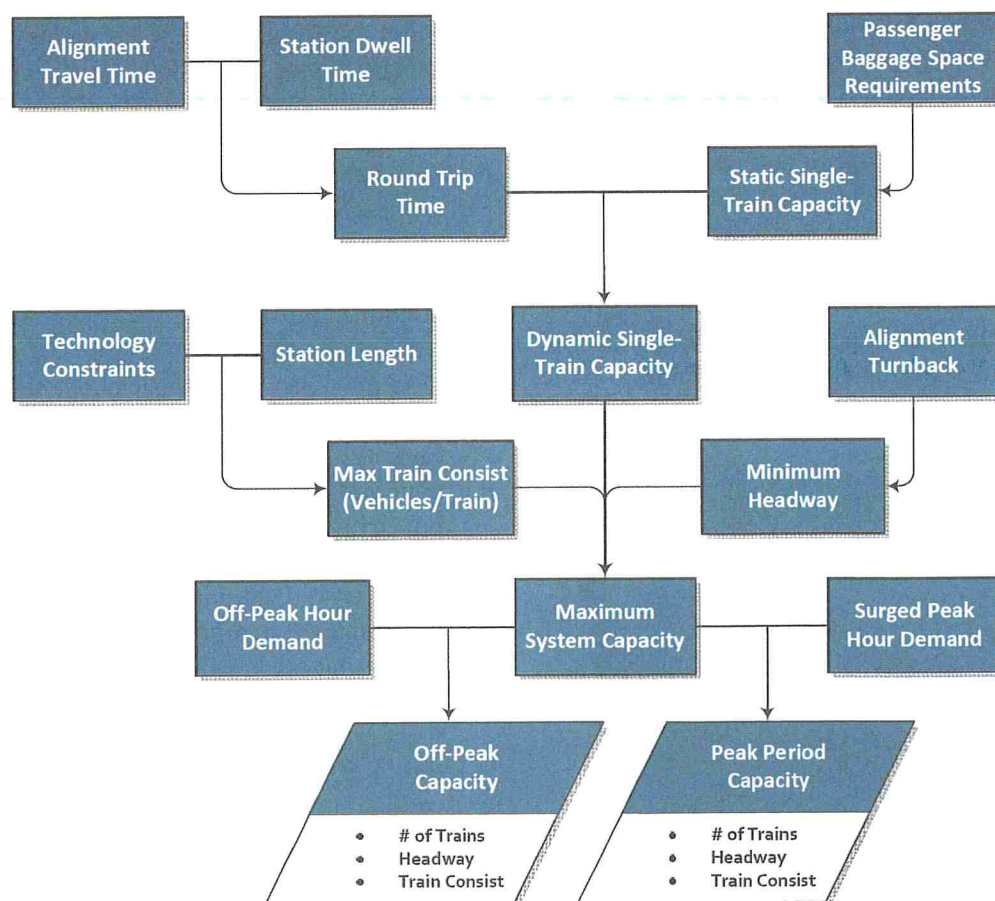 Alignment
Travel Time
Station Dwell
Time
Passenger
Baggage Space
Requirements
Round Trip
Time
Static Single-
Train Capacity
Technology
Constraints
Station Length
Dynamic Single-
Train Capacity
Alignment
Turnback
Max Train Consist
(Vehicles/Train)
Minimum
Headway
Off-Peak Hour
Demand
Maximum
System Capacity
Surged Peak
Hour Demand
Off-Peak
Capacity
• # of Trains
• Headway
• Train Consist
Peak Period
Capacity
• # of Trains
• Headway
• Train Consist